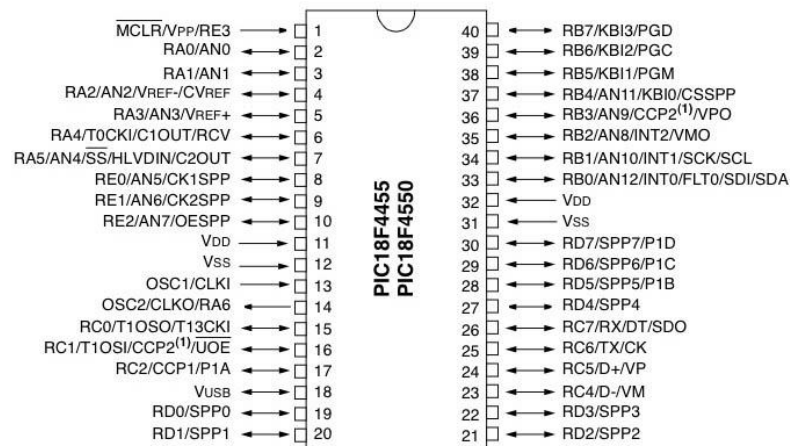 MCLR/VPP/RE3 1
RA0/AN0 2
RA1/AN1 3
RA2/AN2/VREF-/CVREF 4
RA3/AN3/VREF+ 5
RA4/T0CKI/C1OUT/RCV 6
RA5/AN4/SS/HLVDIN/C2OUT 7
RE0/AN5/CK1SPP 8
RE1/AN6/CK2SPP 9
RE2/AN7/OESPP 10
VDD 11
VSS 12
OSC1/CLKI 13
OSC2/CLKO/RA6 14
RC0/T1OSO/T13CKI 15
RC1/T1OSI/CCP2(1)/UOE 16
RC2/CCP1/P1A 17
VUSB 18
RD0/SPP0 19
RD1/SPP1 20
PIC18F4455
PIC18F4550
40 RB7/KBI3/PGD
39 RB6/KBI2/PGC
38 RB5/KBI1/PGM
37 RB4/AN11/KBI0/CSSPP
36 RB3/AN9/CCP2(1)/VPO
35 RB2/AN8/INT2/VMO
34 RB1/AN10/INT1/SCK/SCL
33 RB0/AN12/INT0/FLT0/SDI/SDA
32 VDD
31 VSS
30 RD7/SPP7/P1D
29 RD6/SPP6/P1C
28 RD5/SPP5/P1B
27 RD4/SPP4
26 RC7/RX/DT/SDO
25 RC6/TX/CK
24 RC5/D+/VP
23 RC4/D-/VM
22 RD3/SPP3
21 RD2/SPP2